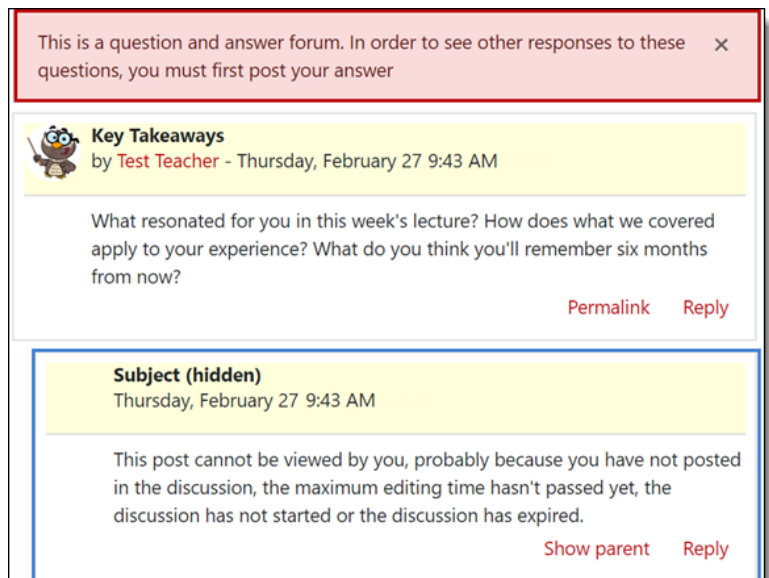 This is a question and answer forum. In order to see other responses to these ×
questions, you must first post your answer
Key Takeaways
by Test Teacher - Thursday, February 27 9:43 AM
What resonated for you in this week's lecture? How does what we covered
apply to your experience? What do you think you'll remember six months
from now?
Permalink Reply
Subject (hidden)
Thursday, February 27 9:43 AM
This post cannot be viewed by you, probably because you have not posted
in the discussion, the maximum editing time hasn't passed yet, the
discussion has not started or the discussion has expired.
Show parent Reply